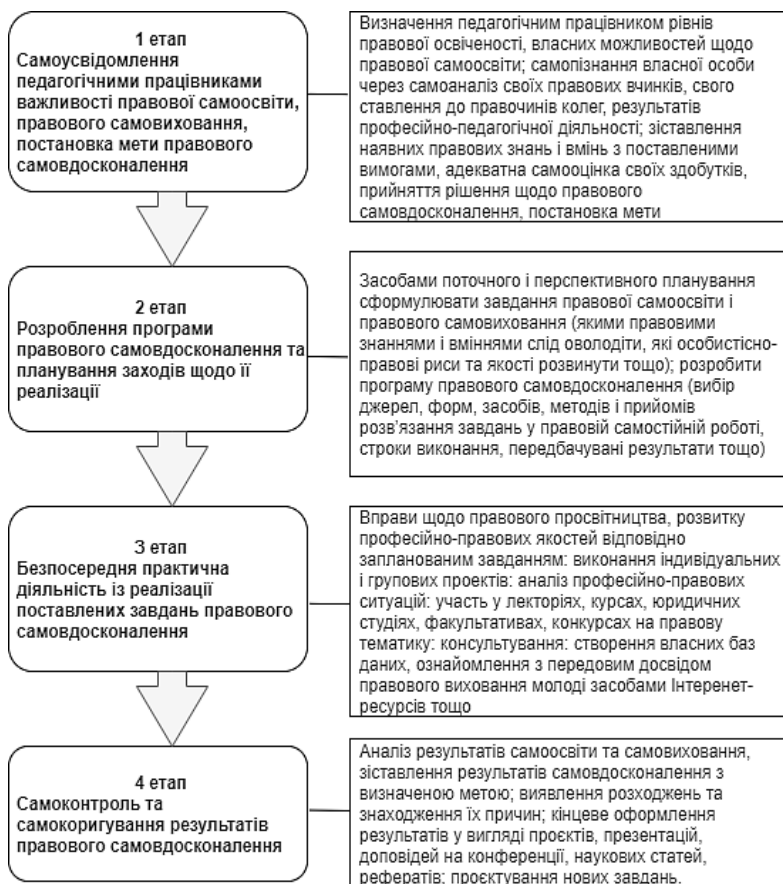 1 етап
Самоусвідомлення
педагогічними працівниками
важливості правової самоосвіти,
правового самовиховання,
постановка мети правового
самовдосконалення
Визначення педагогічним працівником рівнів
правової освіченості, власних можливостей щодо
правової самоосвіти; самопізнання власної особи
через самоаналіз своїх правових вчинків, свого
ставлення до правочинів колег, результатів
професійно-педагогічної діяльності; зіставлення
наявних правових знань і вмінь з поставленими
вимогами, адекватна самооцінка своїх здобутків,
прийняття рішення щодо правового
самовдосконалення, постановка мети
2 етап
Розроблення програми
правового самовдосконалення та
планування заходів щодо її
реалізації
Засобами поточного і перспективного планування
сформулювати завдання правової самоосвіти і
правового самовиховання (якими правовими
знаннями і вміннями слід оволодіти, які особистісно-
правові риси та якості розвинути тощо); розробити
програму правового самовдосконалення (вибір
джерел, форм, засобів, методів і прийомів
розв’язання завдань у правовій самостійній роботі,
строки виконання, передбачувані результати тощо)
3 етап
Безпосередня практична
діяльність із реалізації
поставлених завдань правового
самовдосконалення
Вправи щодо правового просвітництва, розвитку
професійно-правових якостей відповідно
запланованим завданням: виконання індивідуальних
і групових проектів: аналіз професійно-правових
ситуацій: участь у лекторіях, курсах, юридичних
студіях, факультативах, конкурсах на правову
тематику: консультування: створення власних баз
даних, ознайомлення з передовим досвідом
правового виховання молоді засобами Інтеренет-
ресурсів тощо
4 етап
Самоконтроль та
самокоригування результатів
правового самовдосконалення
Аналіз результатів самоосвіти та самовиховання,
зіставлення результатів самовдосконалення з
визначеною метою; виявлення розходжень та
знаходження їх причин; кінцеве оформлення
результатів у вигляді проєктів, презентацій,
доповідей на конференції, наукових статей,
рефератів; проєктування нових завдань.